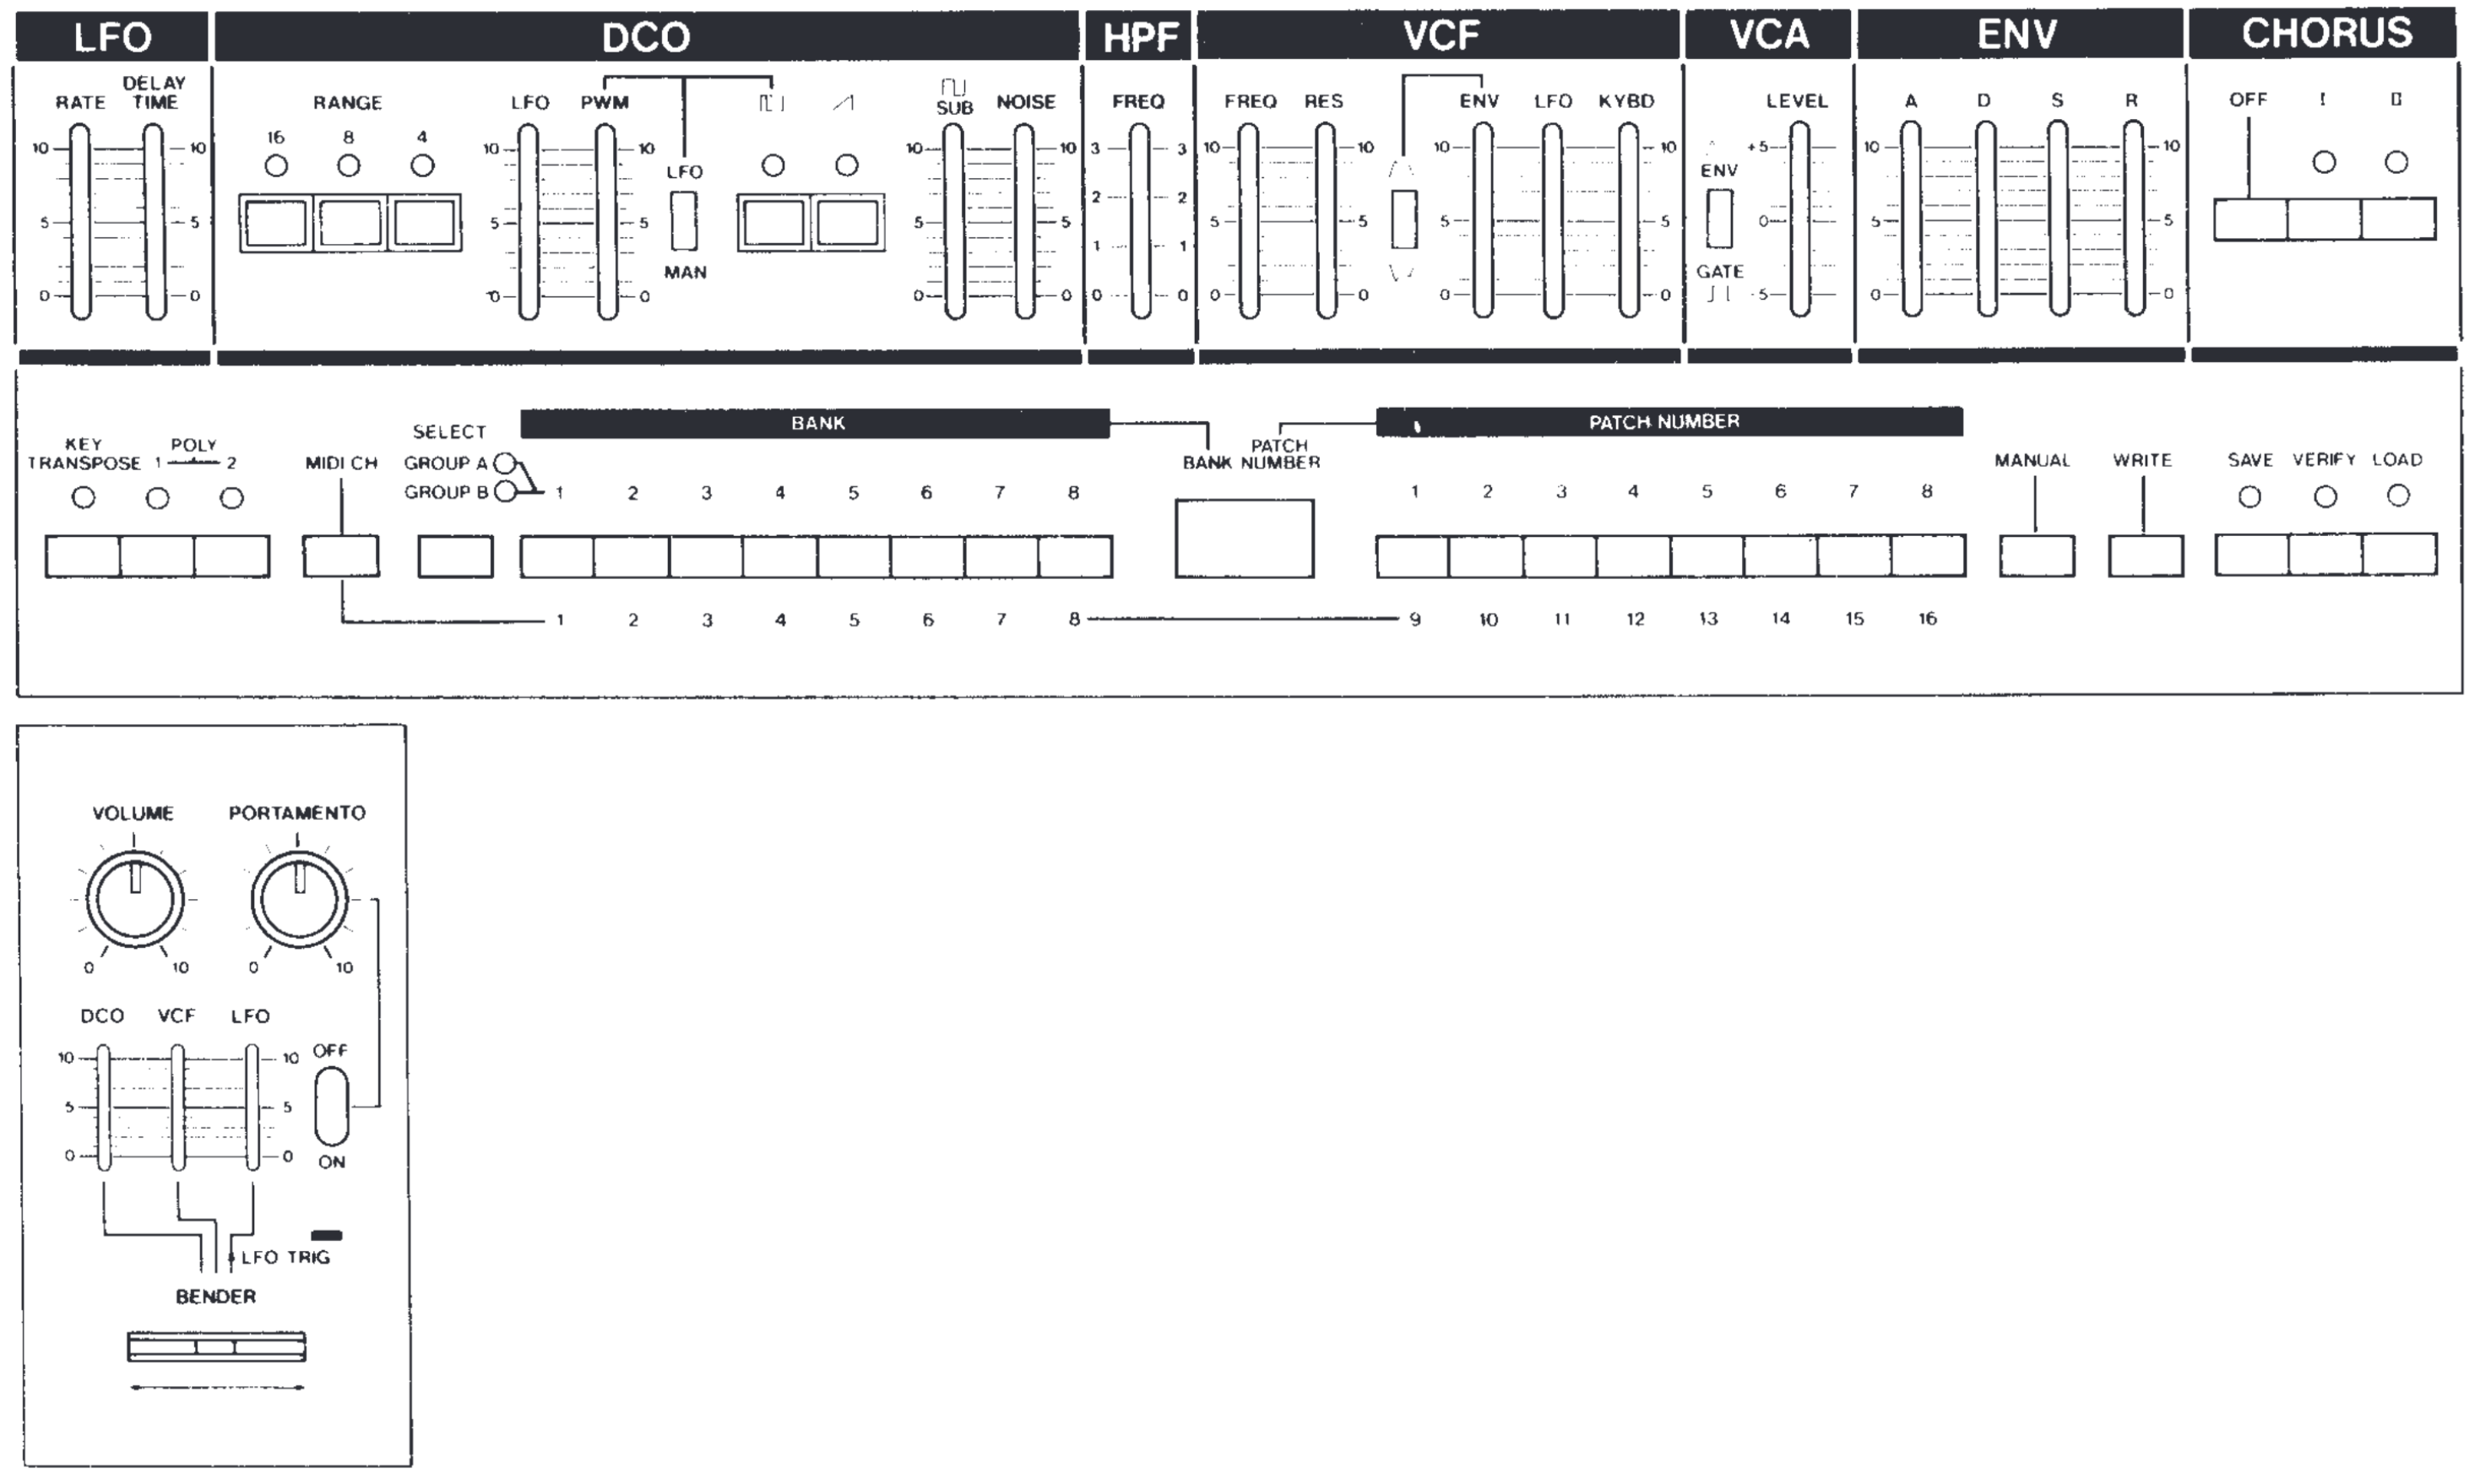 LFO DCO HPF VCF VCA ENV CHORUS
RATE DELAY TIME RANGE LFO PWM SUB NOISE FREQ FREQ RES ENV LFO KYBD LEVEL A D S R OFF I II
16 8 4
10 10 10 10 10 10 3 3 10 10 10 10 +5 10 10
LFO ENV
2 2
5 5 5 5 5 5 5 5 5 5 0 5 5
1 1
MAN GATE
0 0 0 0 0 0 0 0 0 0 0 0 -5 0 0
BANK PATCH NUMBER
SELECT
KEY TRANSPOSE POLY 1 2 MIDI CH GROUP A BANK PATCH NUMBER MANUAL WRITE SAVE VERIFY LOAD
GROUP B 1 2 3 4 5 6 7 8 1 2 3 4 5 6 7 8
1 2 3 4 5 6 7 8 9 10 11 12 13 14 15 16
VOLUME PORTAMENTO
0 10 0 10
DCO VCF LFO
10 10 OFF
5 5
0 0 ON
LFO TRIG
BENDER